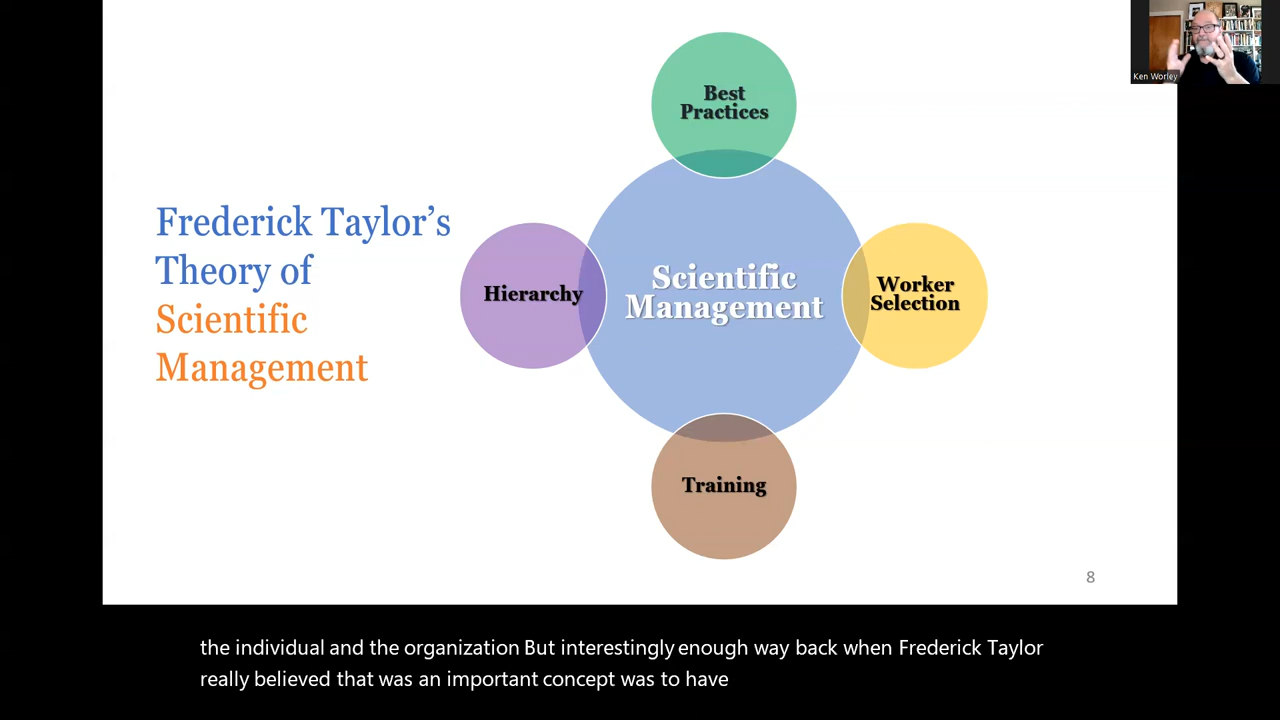 Ken Worley
Best
Practices
Frederick Taylor’s
Theory of
Scientific
Management
Hierarchy
Scientific
Management
Worker
Selection
Training
8
the individual and the organization But interestingly enough way back when Frederick Taylor
really believed that was an important concept was to have